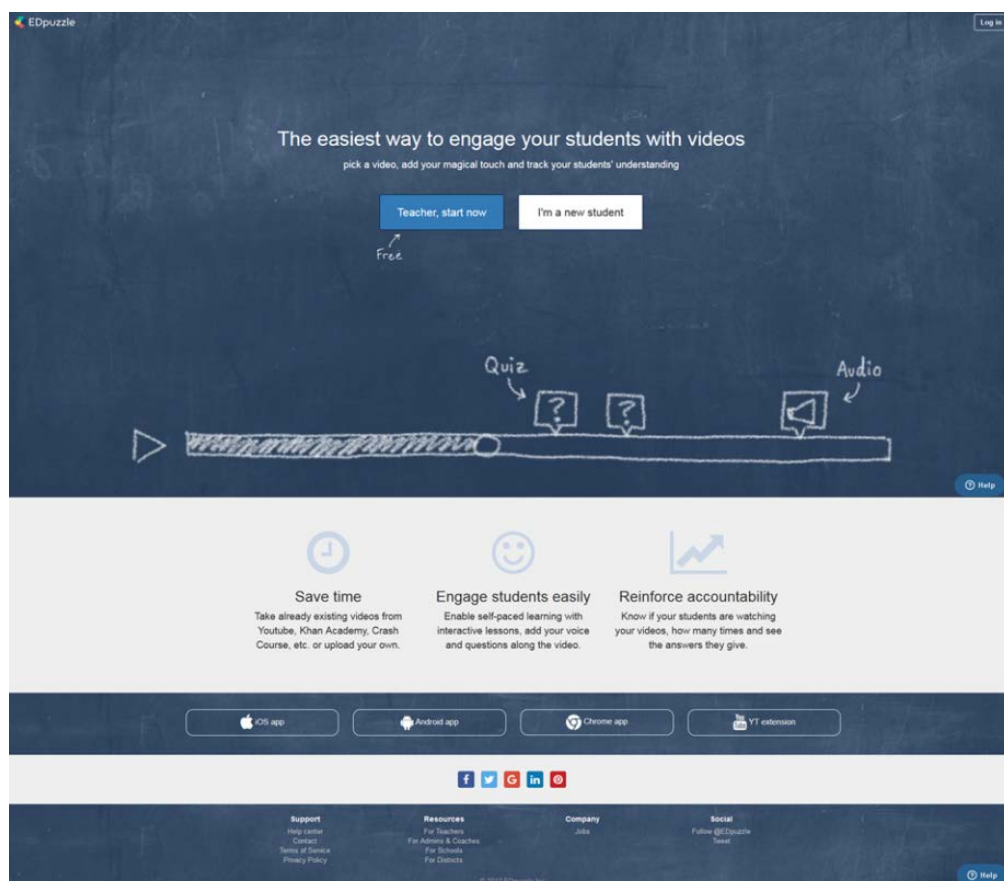 EDpuzzle
Log in
The easiest way to engage your students with videos
pick a video, add your magical touch and track your students' understanding
Teacher, start now
I'm a new student
Free
Quiz
Audio
?
?
Help
Save time
Take already existing videos from
Youtube, Khan Academy, Crash
Course, etc. or upload your own.
Engage students easily
Enable self-paced learning with
interactive lessons, add your voice
and questions along the video.
Reinforce accountability
Know if your students are watching
your videos, how many times and see
the answers they give.
iOS app
Android app
Chrome app
YT extension
Support
Help center
Contact
Terms of Service
Privacy Policy
Resources
For Teachers
For Admins & Coaches
For Schools
For Districts
Company
Jobs
Social
Follow @EDpuzzle
Tweet
Help